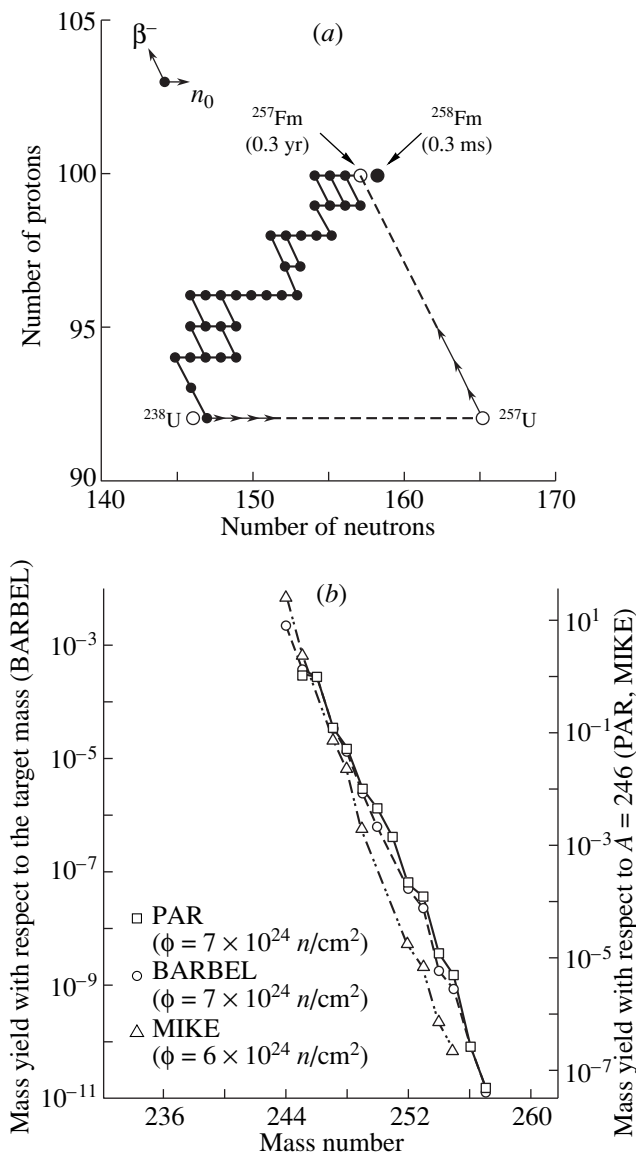 105
(a)
β⁻
n₀
²⁵⁷Fm
(0.3 yr)
²⁵⁸Fm
(0.3 ms)
100
Number of protons
95
²³⁸U
²⁵⁷U
90
140
150
160
170
Number of neutrons
(b)
Mass yield with respect to the target mass (BARBEL)
10⁻³
10⁻⁵
10⁻⁷
10⁻⁹
10⁻¹¹
10¹
10⁻¹
10⁻³
10⁻⁵
10⁻⁷
Mass yield with respect to A = 246 (PAR, MIKE)
PAR
(ϕ = 7 × 10²⁴ n/cm²)
BARBEL
(ϕ = 7 × 10²⁴ n/cm²)
MIKE
(ϕ = 6 × 10²⁴ n/cm²)
236
244
252
260
Mass number